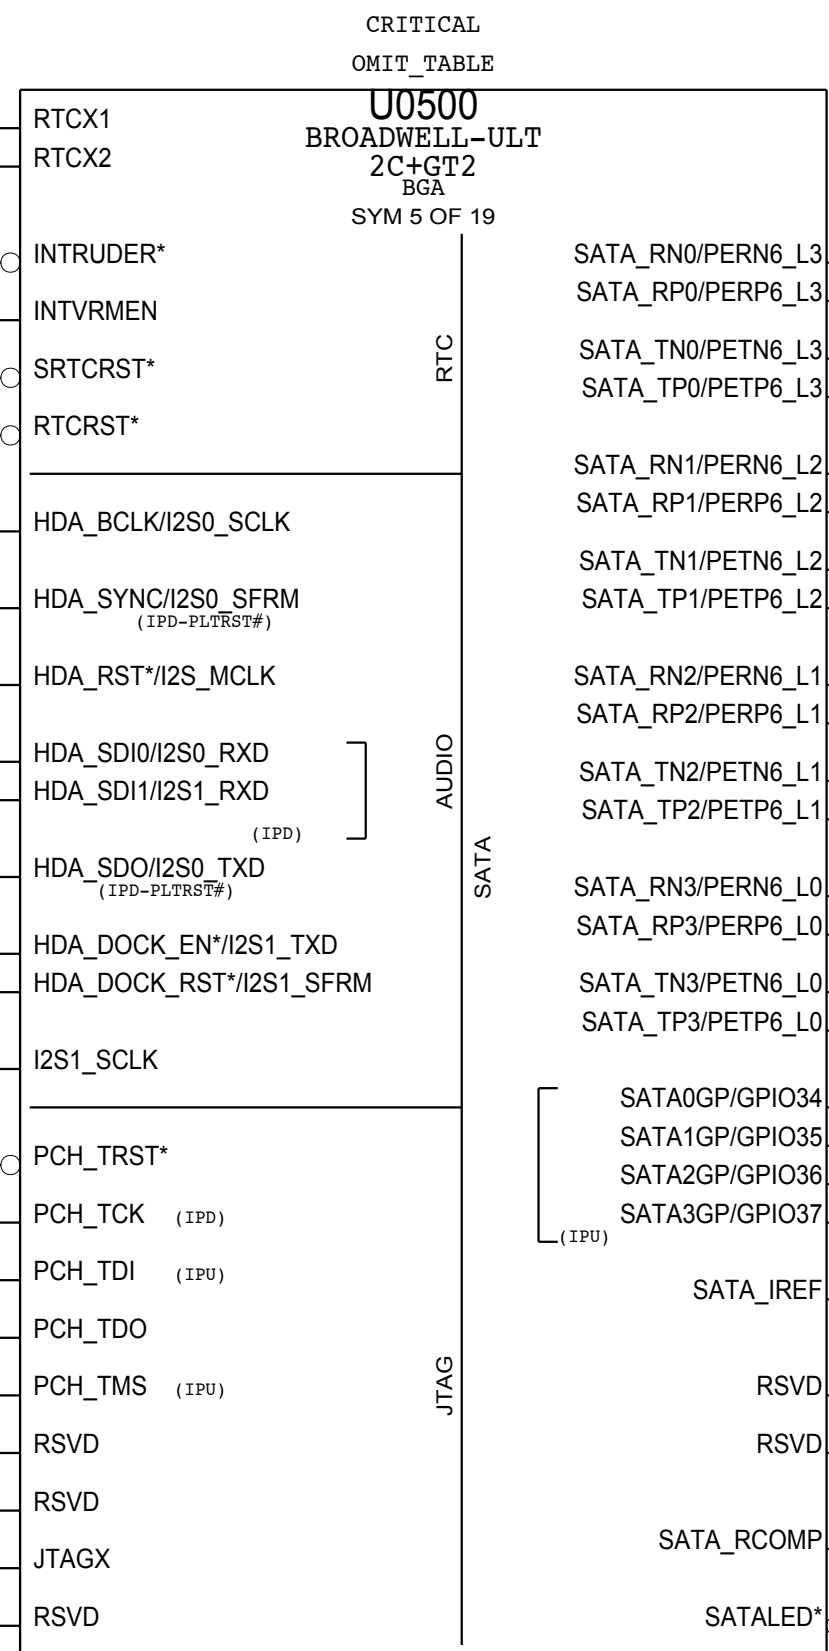 CRITICAL
OMIT_TABLE
U0500
BROADWELL-ULT
2C+GT2
BGA
SYM 5 OF 19
RTCX1
RTCX2
INTRUDER*
INTVRMEN
SRTCRST*
RTCRST*
RTC
HDA_BCLK/I2S0_SCLK
HDA_SYNC/I2S0_SFRM
(IPD-PLTRST#)
HDA_RST*/I2S_MCLK
HDA_SDI0/I2S0_RXD
HDA_SDI1/I2S1_RXD
(IPD)
HDA_SDO/I2S0_TXD
(IPD-PLTRST#)
HDA_DOCK_EN*/I2S1_TXD
HDA_DOCK_RST*/I2S1_SFRM
I2S1_SCLK
AUDIO
PCH_TRST*
PCH_TCK (IPD)
PCH_TDI (IPU)
PCH_TDO
PCH_TMS (IPU)
RSVD
RSVD
JTAGX
RSVD
JTAG
SATA
SATA_RN0/PERN6_L3
SATA_RP0/PERP6_L3
SATA_TN0/PETN6_L3
SATA_TP0/PETP6_L3
SATA_RN1/PERN6_L2
SATA_RP1/PERP6_L2
SATA_TN1/PETN6_L2
SATA_TP1/PETP6_L2
SATA_RN2/PERN6_L1
SATA_RP2/PERP6_L1
SATA_TN2/PETN6_L1
SATA_TP2/PETP6_L1
SATA_RN3/PERN6_L0
SATA_RP3/PERP6_L0
SATA_TN3/PETN6_L0
SATA_TP3/PETP6_L0
SATA0GP/GPIO34
SATA1GP/GPIO35
SATA2GP/GPIO36
SATA3GP/GPIO37
(IPU)
SATA_IREF
RSVD
RSVD
SATA_RCOMP
SATALED*